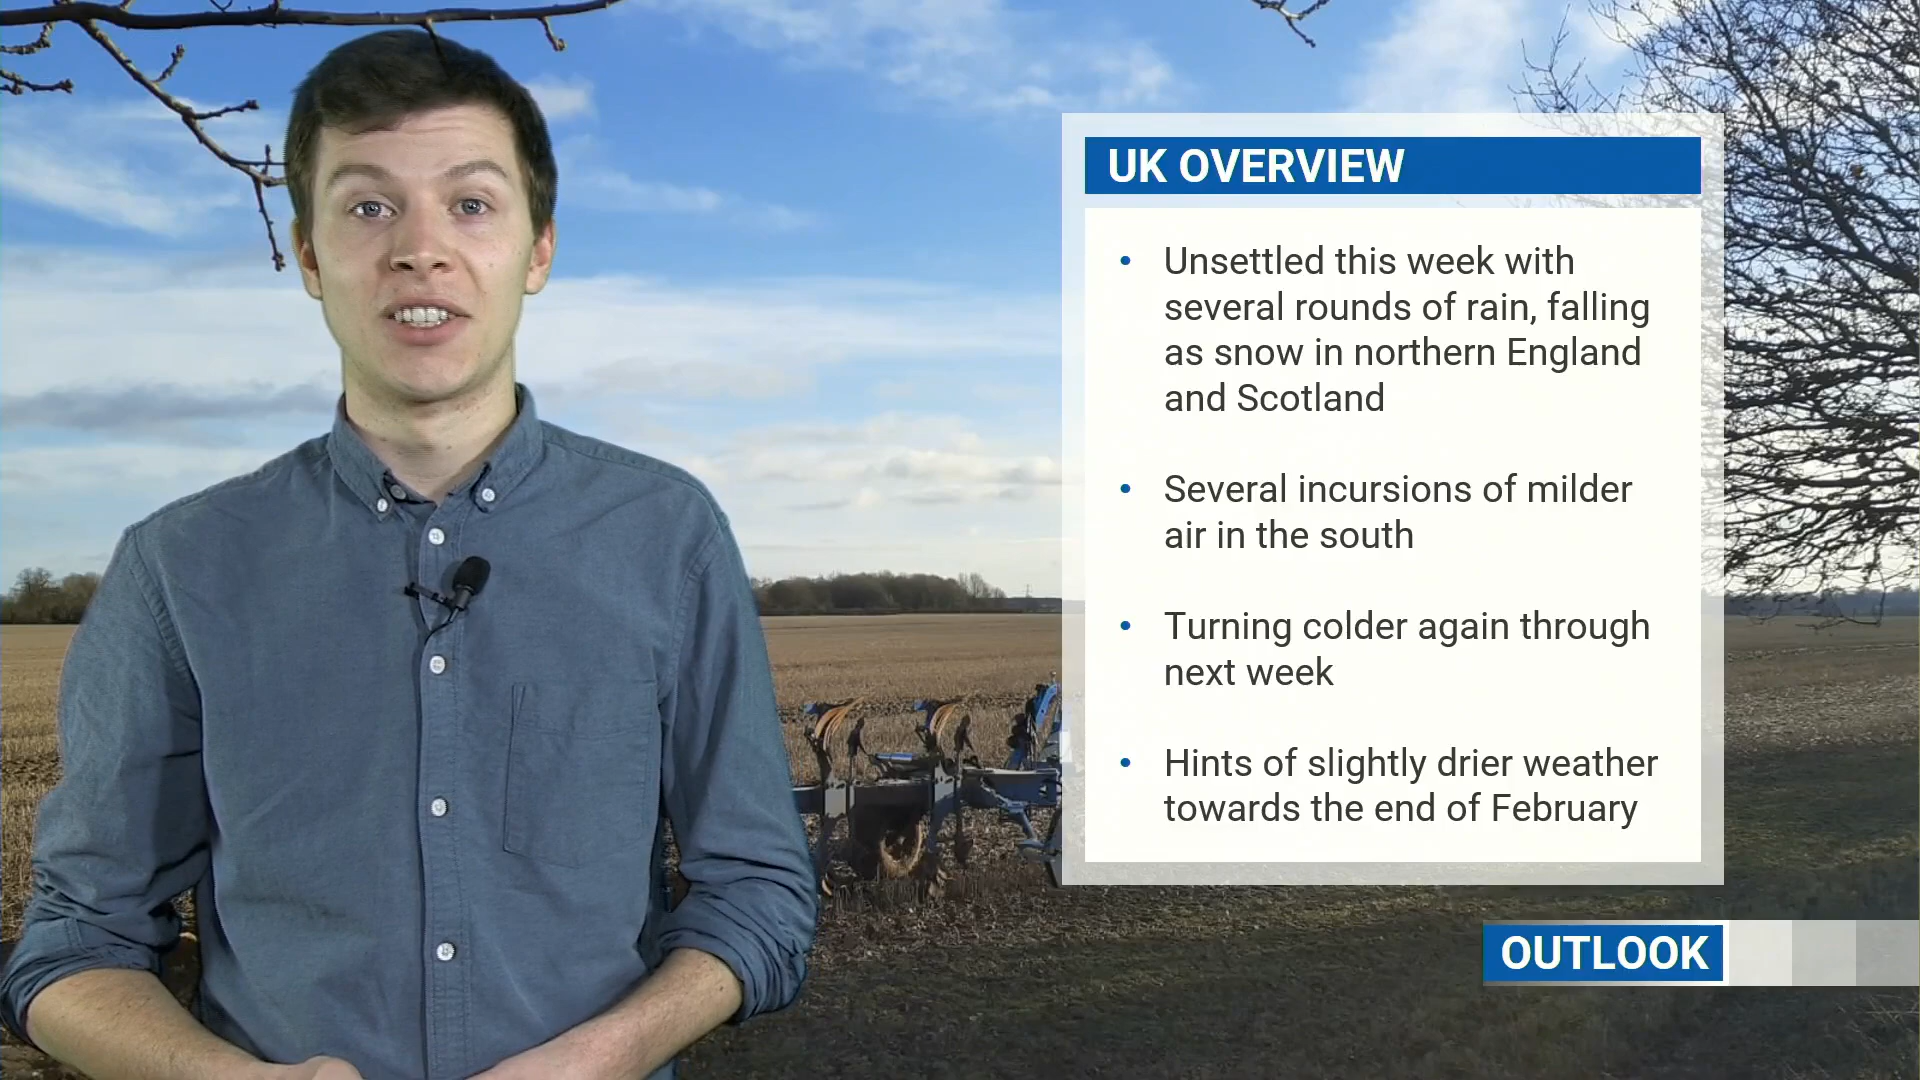 UK OVERVIEW
• Unsettled this week with
several rounds of rain, falling
as snow in northern England
and Scotland
• Several incursions of milder
air in the south
• Turning colder again through
next week
• Hints of slightly drier weather
towards the end of February
OUTLOOK